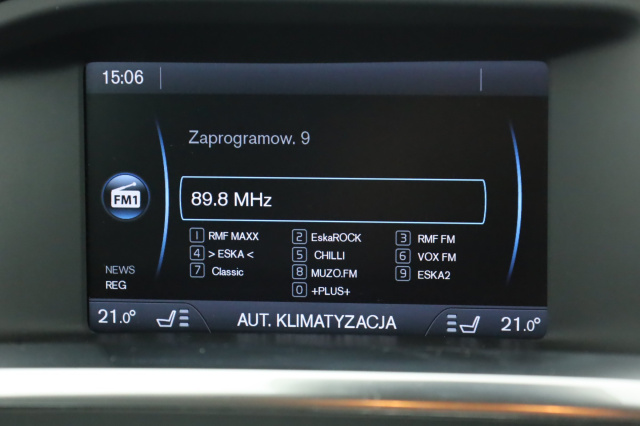 15:06
Zaprogramow. 9
FM1
89.8 MHz
1 RMF MAXX 2 EskaROCK 3 RMF FM
4 > ESKA < 5 CHILLI 6 VOX FM
7 Classic 8 MUZO.FM 9 ESKA2
0 +PLUS+
NEWS
REG
21.0° AUT. KLIMATYZACJA 21.0°